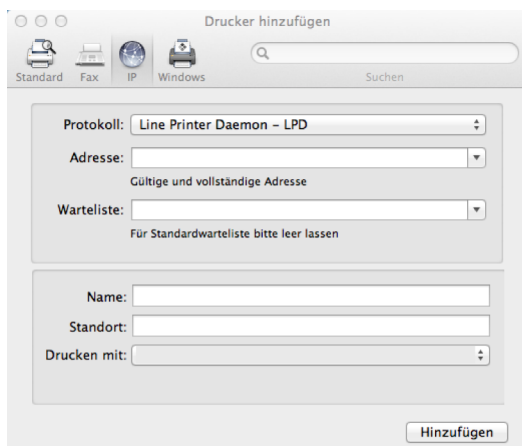 Drucker hinzufügen
Standard Fax IP Windows Suchen
Protokoll: Line Printer Daemon – LPD
Adresse:
Gültige und vollständige Adresse
Warteliste:
Für Standardwarteliste bitte leer lassen
Name:
Standort:
Drucken mit:
Hinzufügen